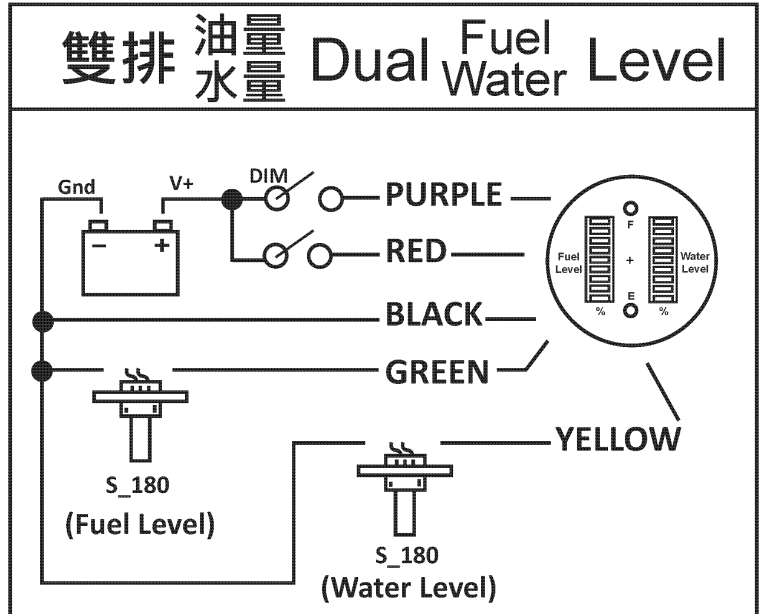 雙排 油量 水量 Dual Fuel Water Level
Gnd
V+
DIM
PURPLE
− +
RED
F
Fuel Level
+
Water Level
E
% %
BLACK
GREEN
YELLOW
S_180
(Fuel Level)
S_180
(Water Level)